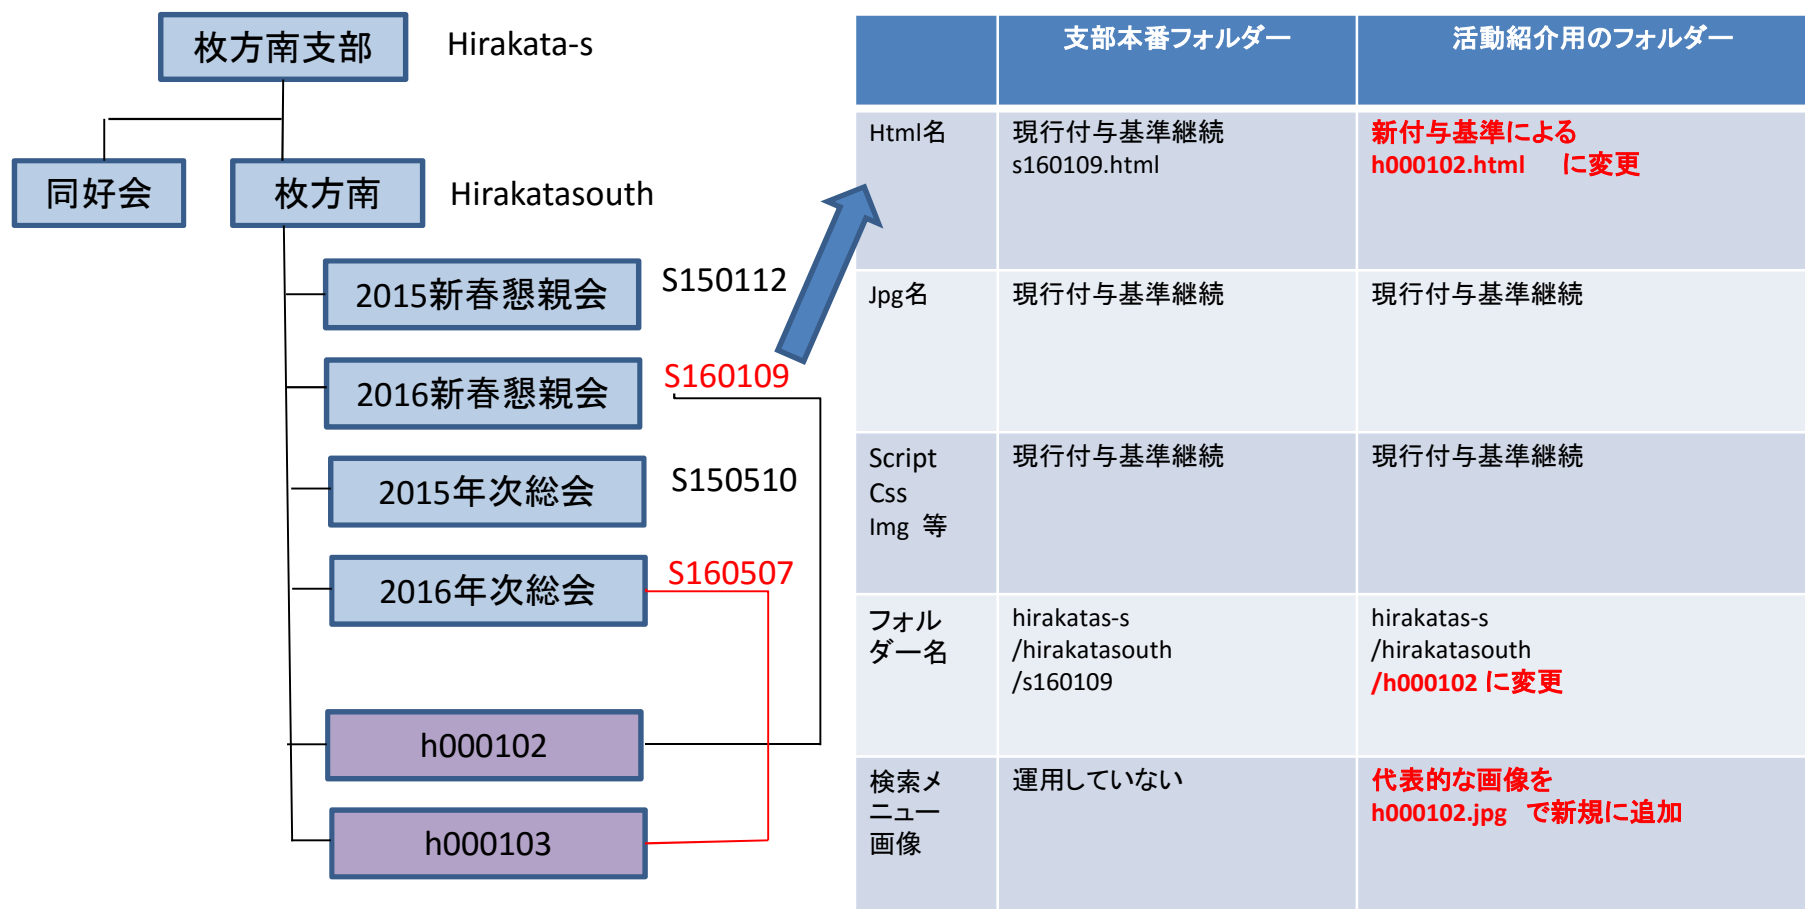 枚方南支部
Hirakata-s
同好会
枚方南
Hirakatasouth
2015新春懇親会
S150112
2016新春懇親会
S160109
2015年次総会
S150510
2016年次総会
S160507
h000102
h000103
支部本番フォルダー
活動紹介用のフォルダー
Html名
現行付与基準継続
s160109.html
新付与基準による
h000102.html に変更
Jpg名
現行付与基準継続
現行付与基準継続
Script
Css
Img 等
現行付与基準継続
現行付与基準継続
フォル
ダー名
hirakatas-s
/hirakatasouth
/s160109
hirakatas-s
/hirakatasouth
/h000102 に変更
検索メ
ニュー
画像
運用していない
代表的な画像を
h000102.jpg で新規に追加